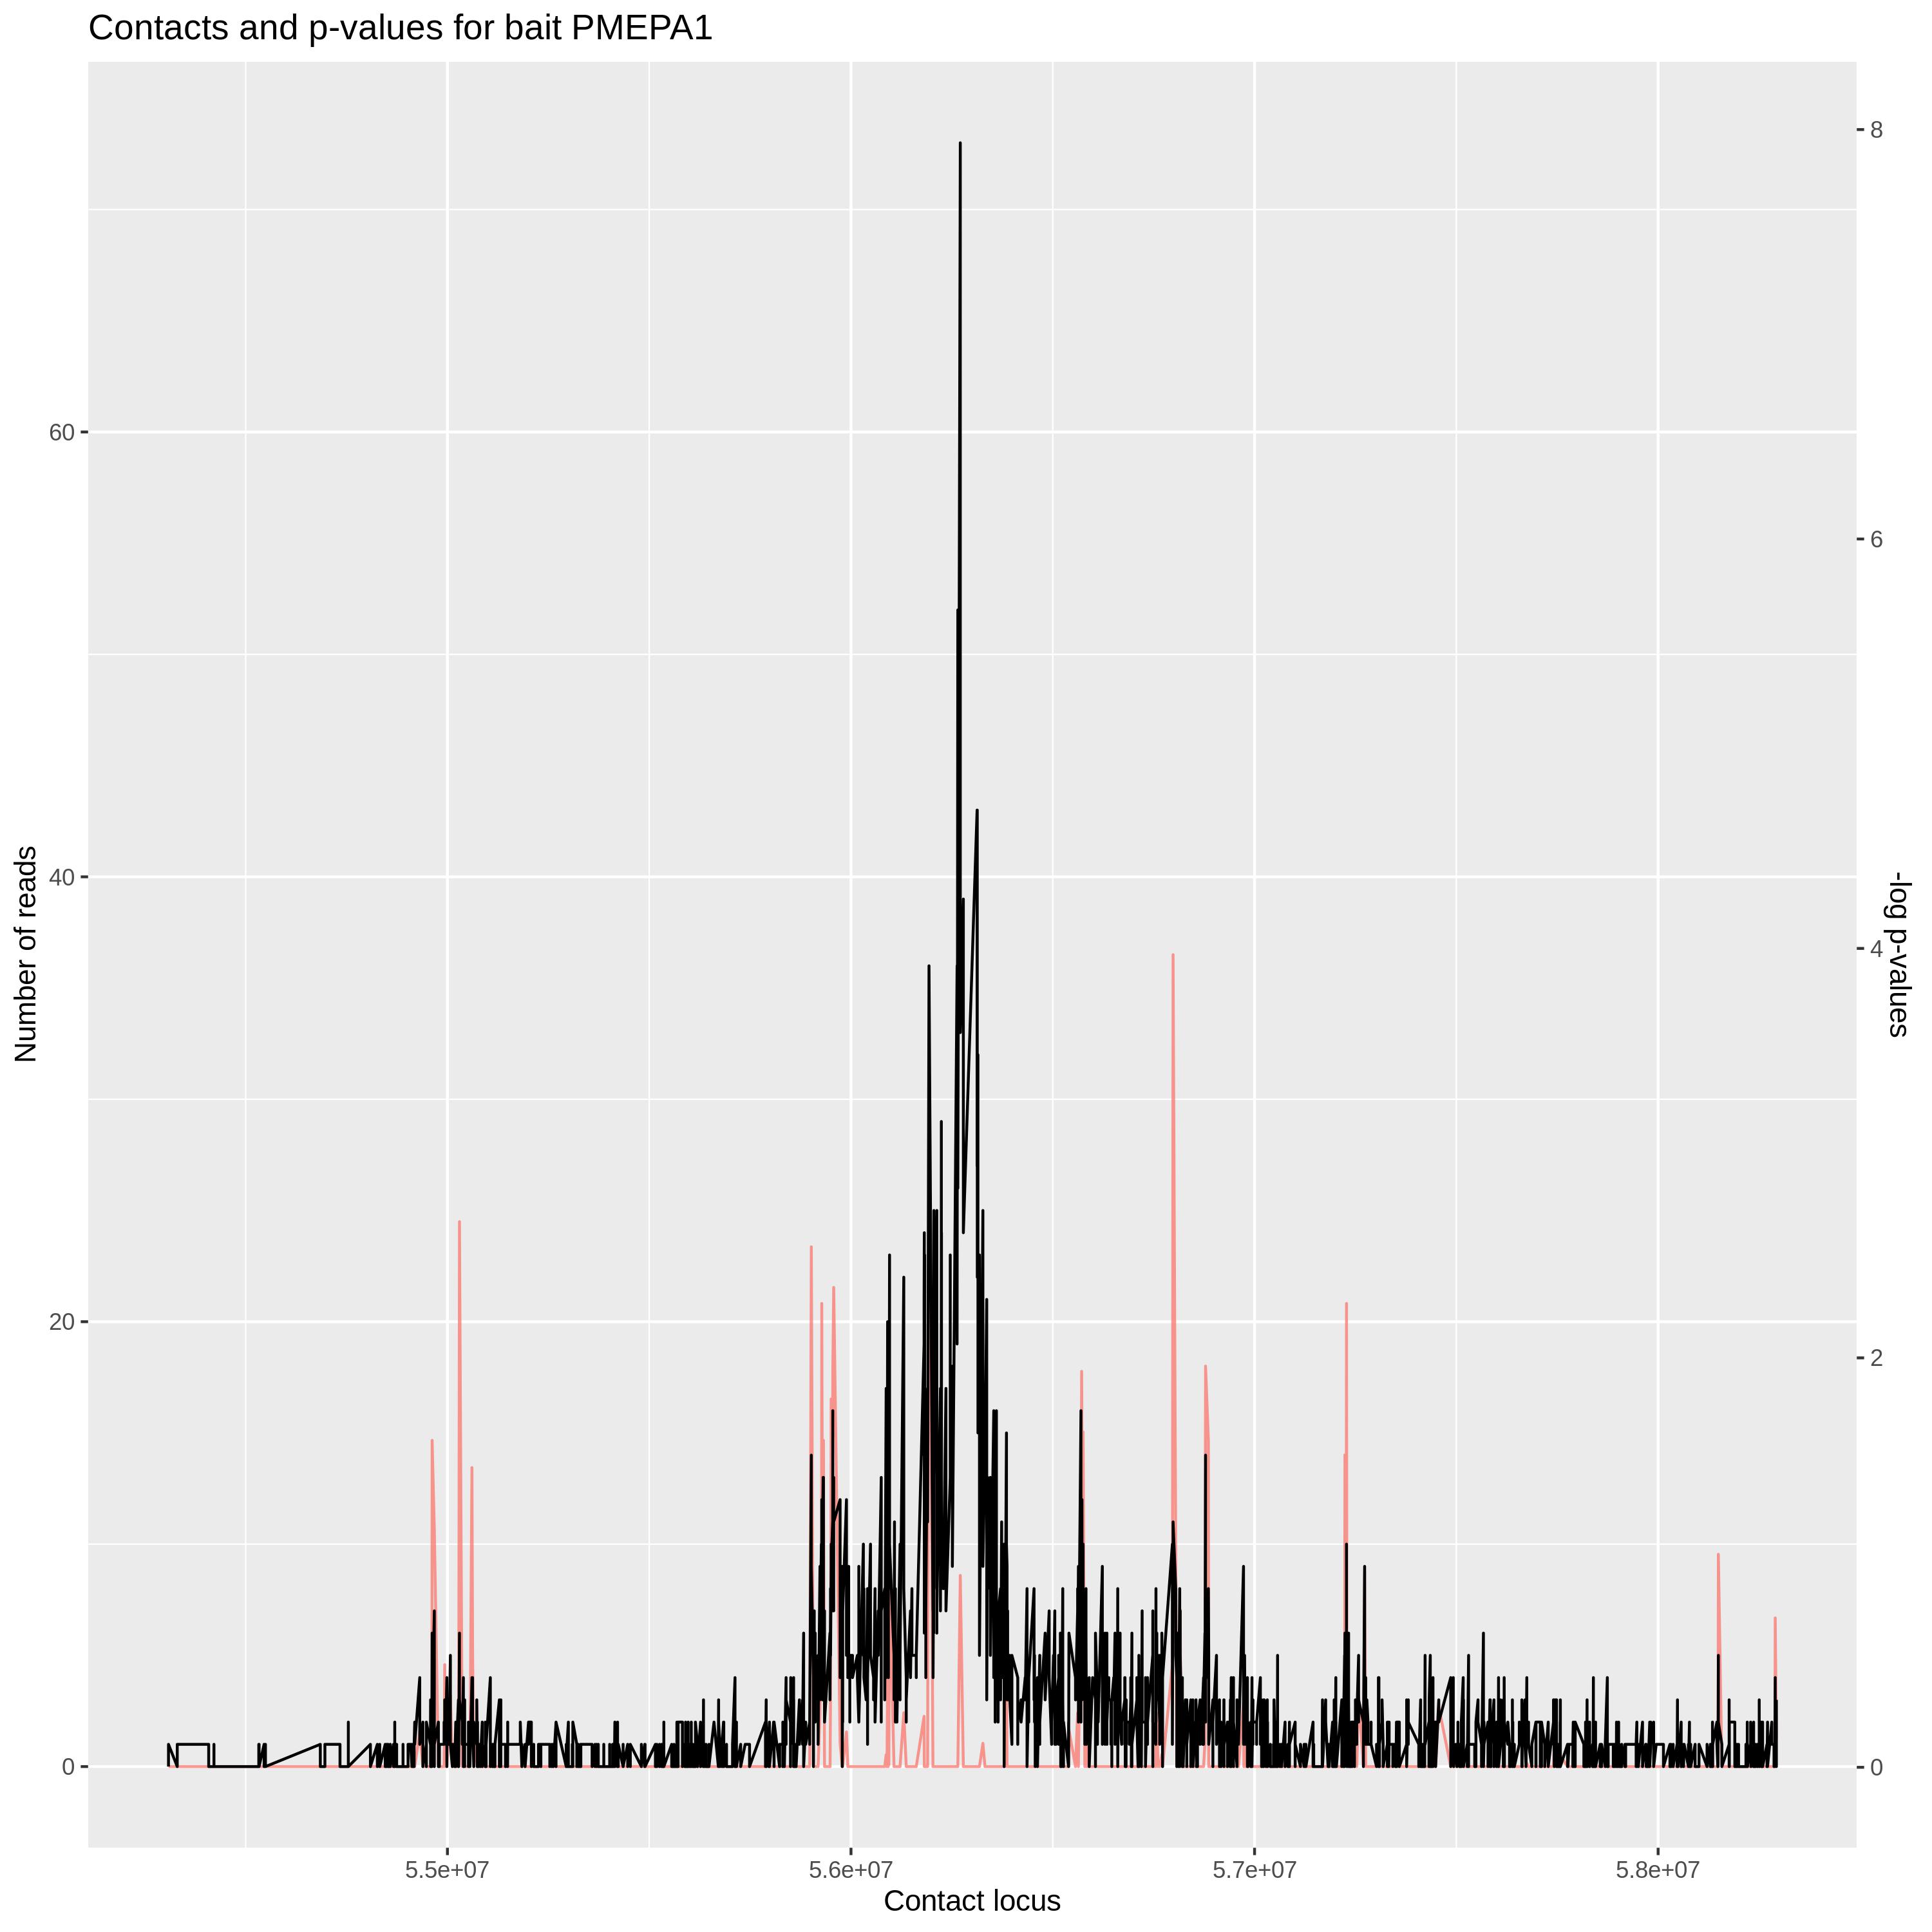 Contacts and p-values for bait PMEPA1
8
6
4
2
0
-log p-values
60
40
20
0
Number of reads
5.5e+07 5.6e+07 5.7e+07 5.8e+07
Contact locus